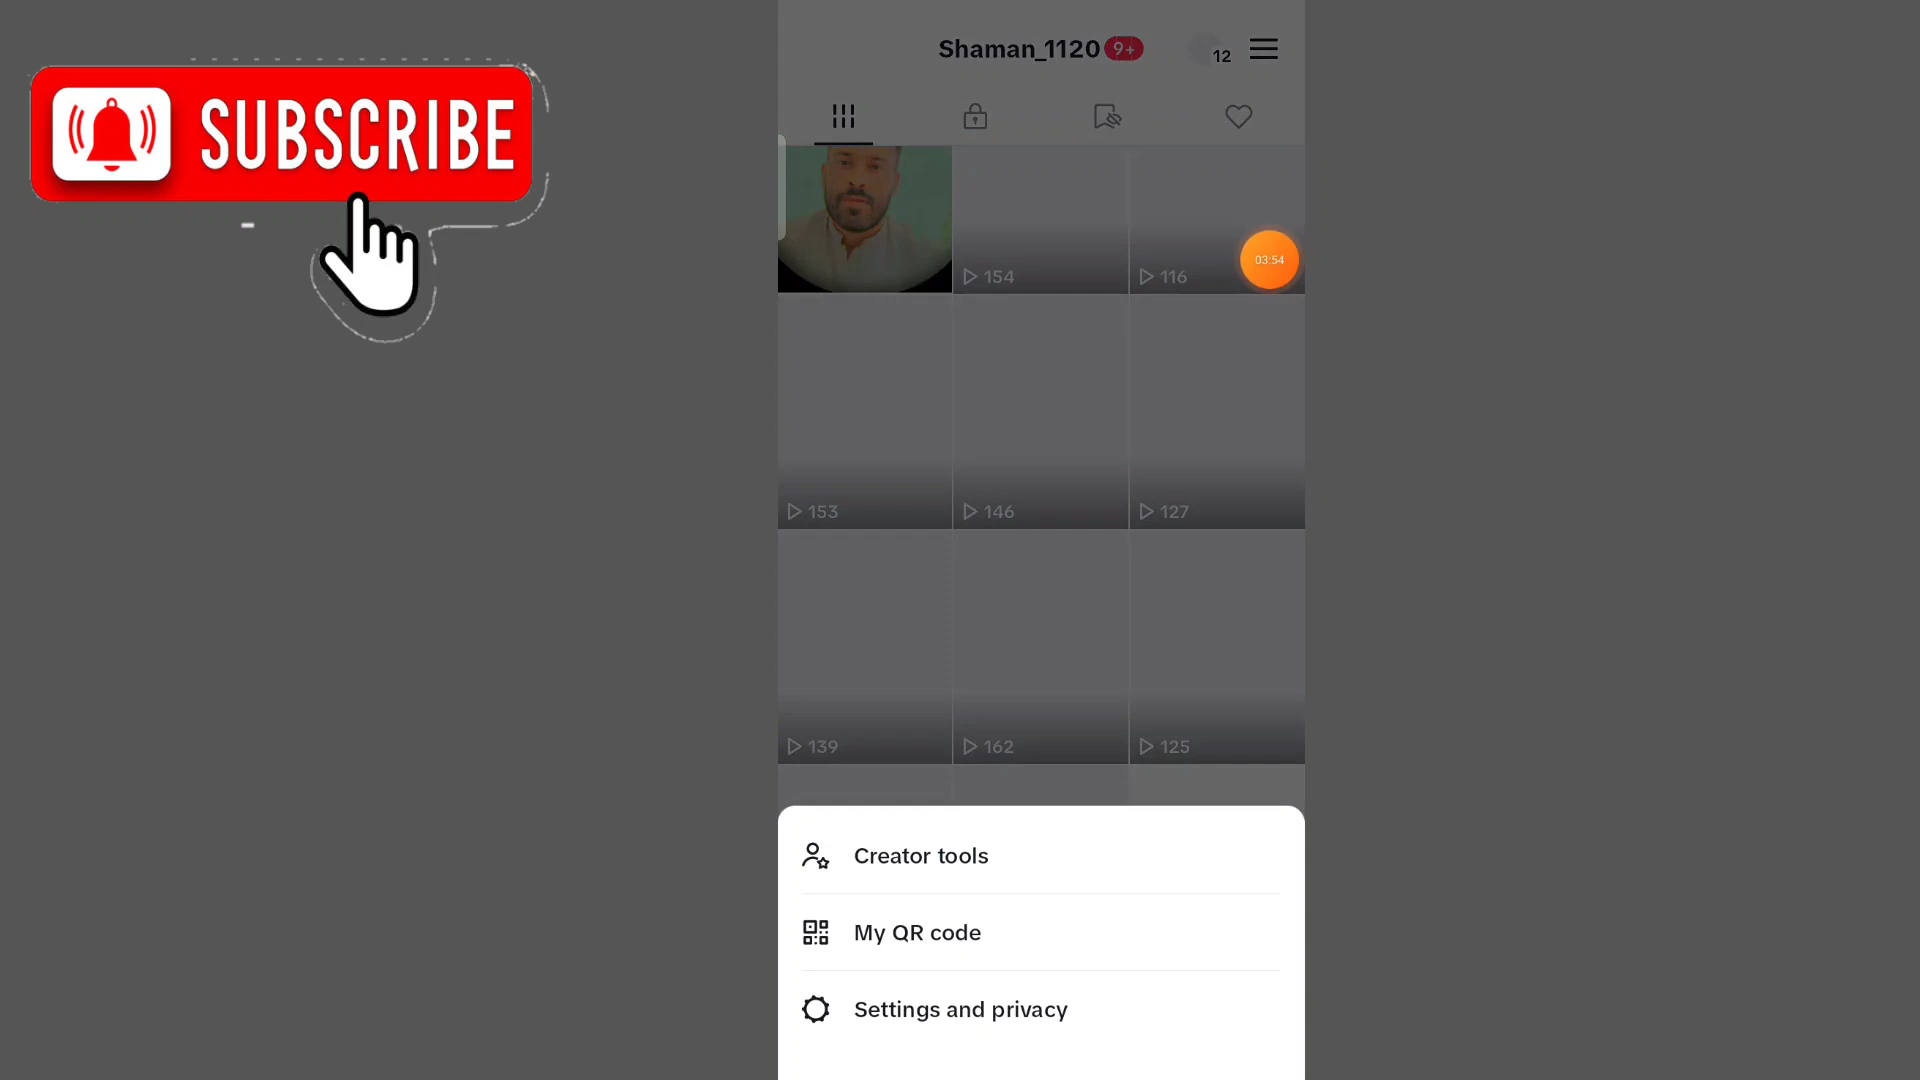 SUBSCRIBE
Shaman_1120 9+
12
03:54
154
116
153
146
127
139
162
125
Creator tools
My QR code
Settings and privacy